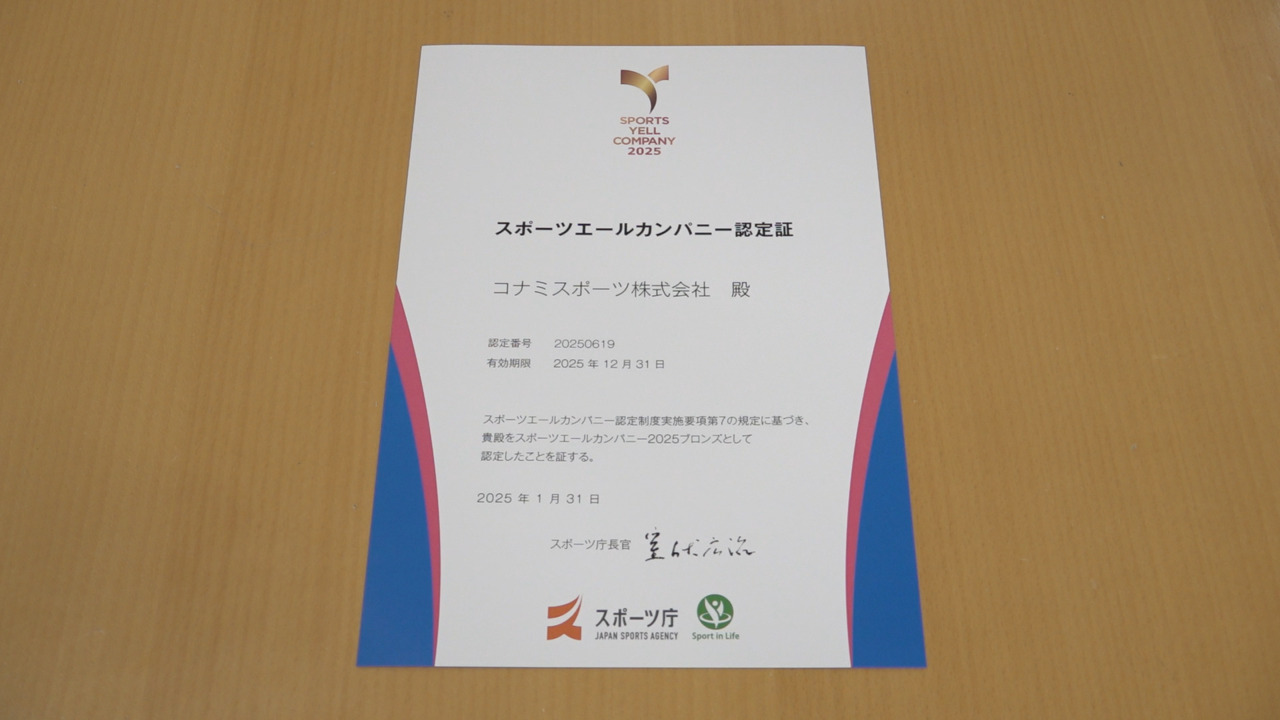 SPORTS
YELL
COMPANY
2025
スポーツエールカンパニー認定証
コナミスポーツ株式会社　殿
認定番号　20250619
有効期限　2025 年 12 月 31 日
スポーツエールカンパニー認定制度実施要項第7の規定に基づき、
貴殿をスポーツエールカンパニー2025ブロンズとして
認定したことを証する。
2025 年 1 月 31 日
スポーツ庁長官　室伏広治
スポーツ庁
JAPAN SPORTS AGENCY
Sport in Life